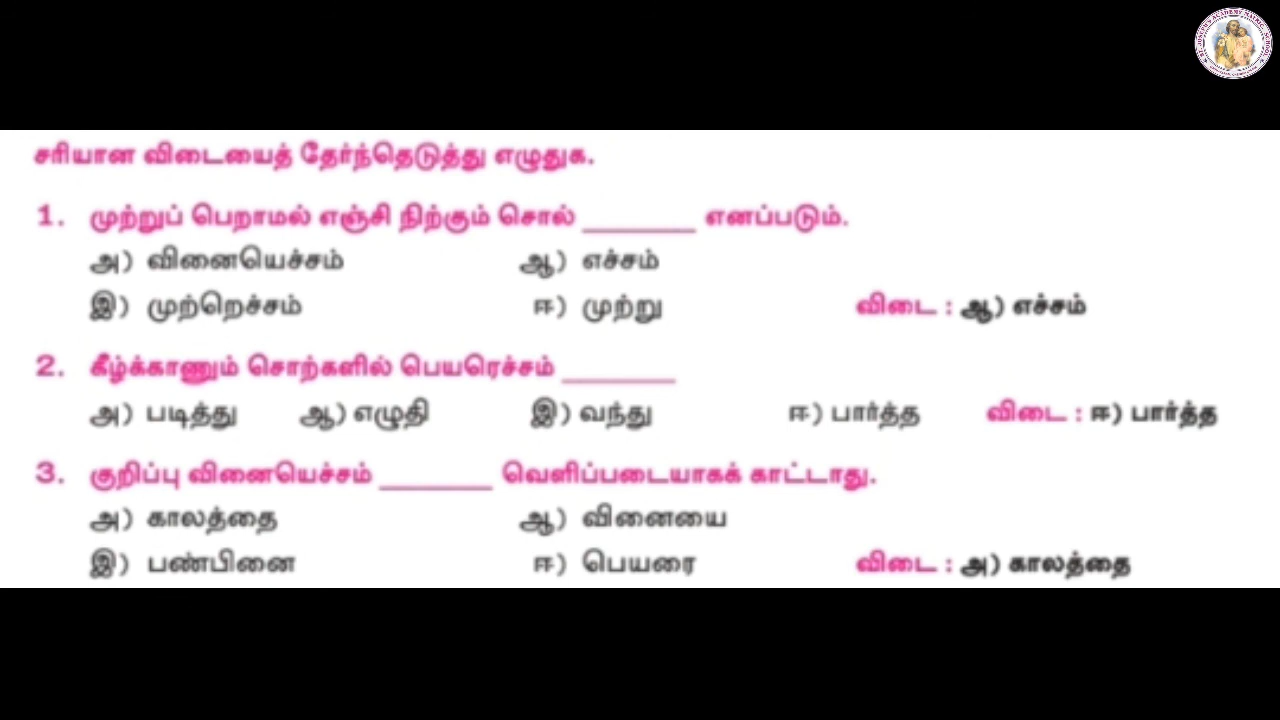 சரியான விடையைத் தேர்ந்தெடுத்து எழுதுக.
1. முற்றுப் பெறாமல் எஞ்சி நிற்கும் சொல் ________ எனப்படும்.
அ) வினையெச்சம் ஆ) எச்சம்
இ) முற்றெச்சம் ஈ) முற்று விடை : ஆ) எச்சம்
2. கீழ்க்காணும் சொற்களில் பெயரெச்சம் ________
அ) படித்து ஆ) எழுதி இ) வந்து ஈ) பார்த்த விடை : ஈ) பார்த்த
3. குறிப்பு வினையெச்சம் ________ வெளிப்படையாகக் காட்டாது.
அ) காலத்தை ஆ) வினையை
இ) பண்பினை ஈ) பெயரை விடை : அ) காலத்தை